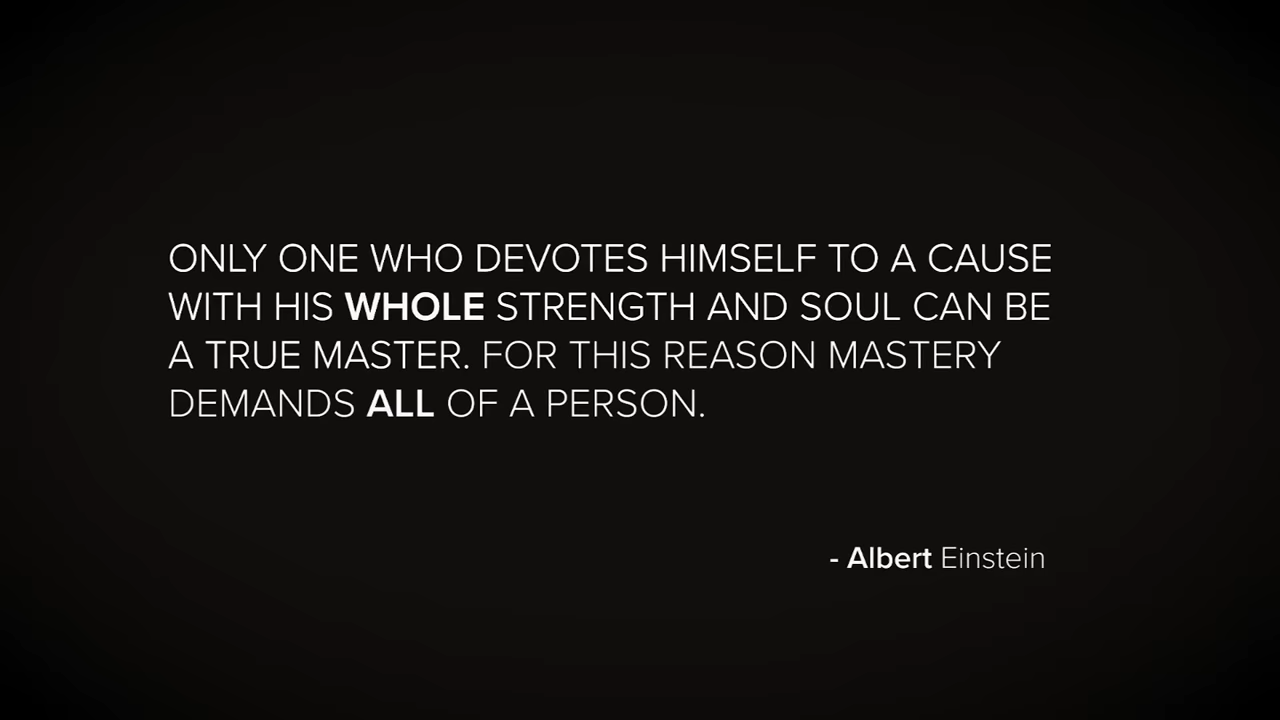 ONLY ONE WHO DEVOTES HIMSELF TO A CAUSE
WITH HIS WHOLE STRENGTH AND SOUL CAN BE
A TRUE MASTER. FOR THIS REASON MASTERY
DEMANDS ALL OF A PERSON.
- Albert Einstein